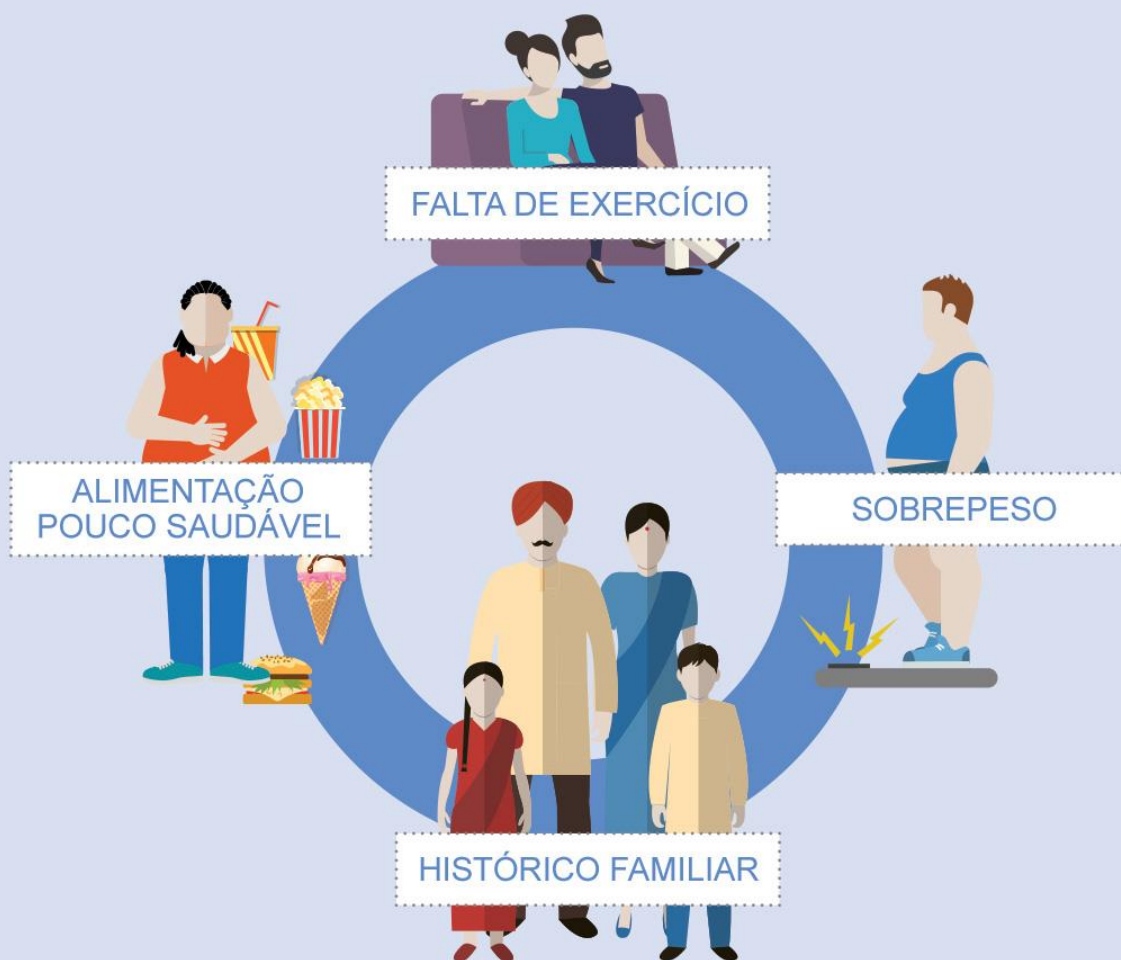 FALTA DE EXERCÍCIO
ALIMENTAÇÃO
POUCO SAUDÁVEL
SOBREPESO
HISTÓRICO FAMILIAR